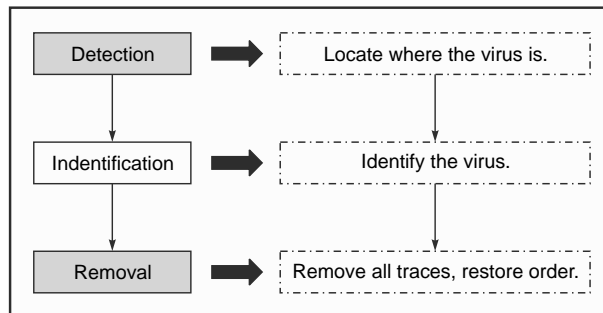 Detection
Locate where the virus is.
Indentification
Identify the virus.
Removal
Remove all traces, restore order.